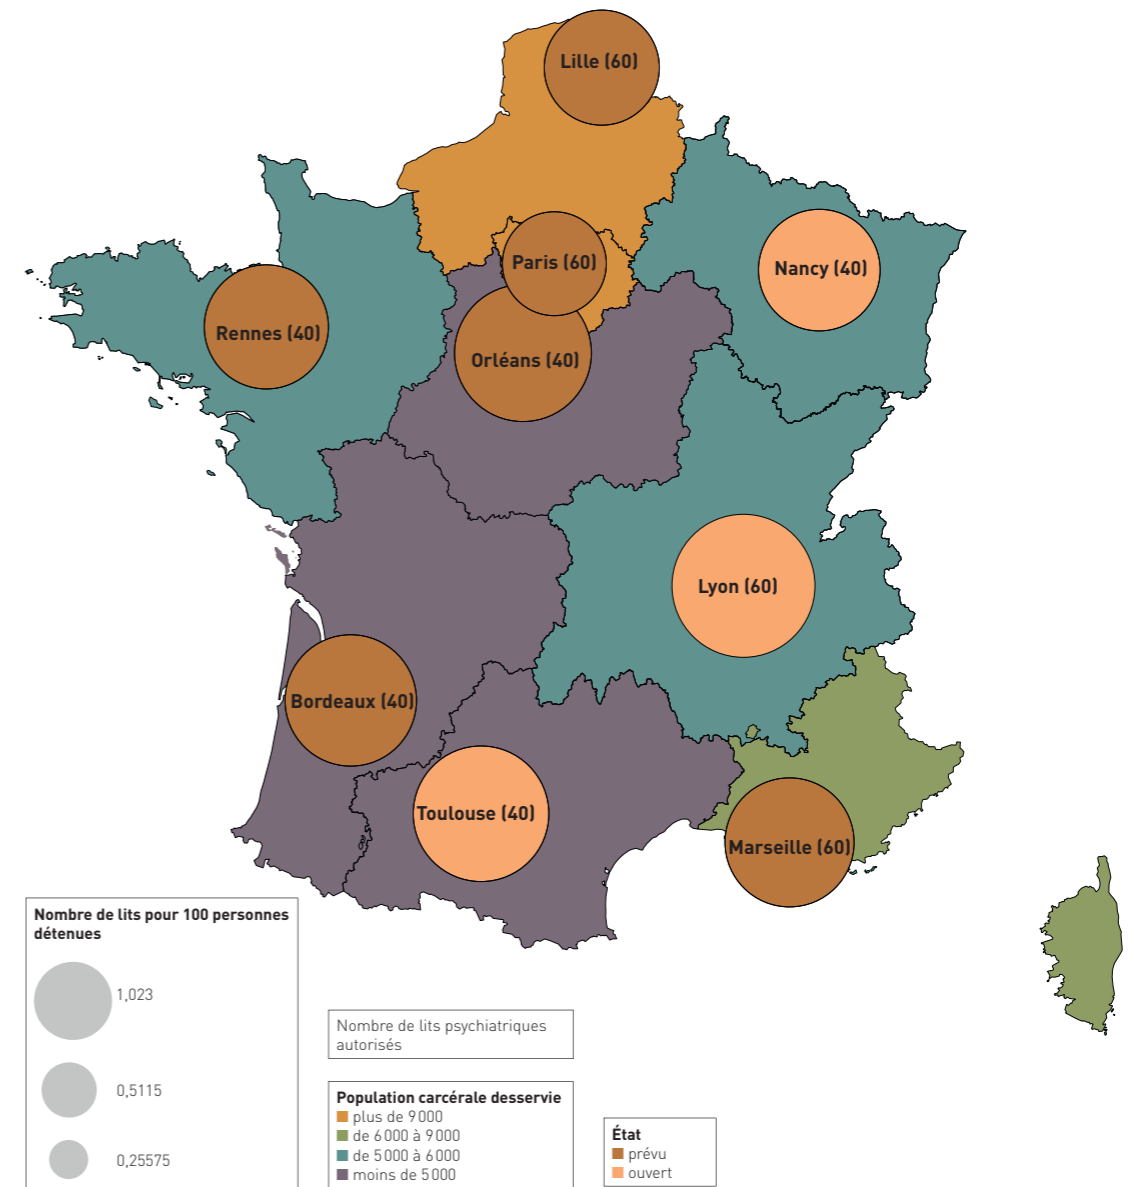 Lille (60)
Paris (60)
Nancy (40)
Rennes (40)
Orléans (40)
Lyon (60)
Bordeaux (40)
Toulouse (40)
Marseille (60)
Nombre de lits pour 100 personnes
détenues
1,023
0,5115
0,25575
Nombre de lits psychiatriques
autorisés
Population carcérale desservie
plus de 9 000
de 6 000 à 9 000
de 5 000 à 6 000
moins de 5 000
État
prévu
ouvert